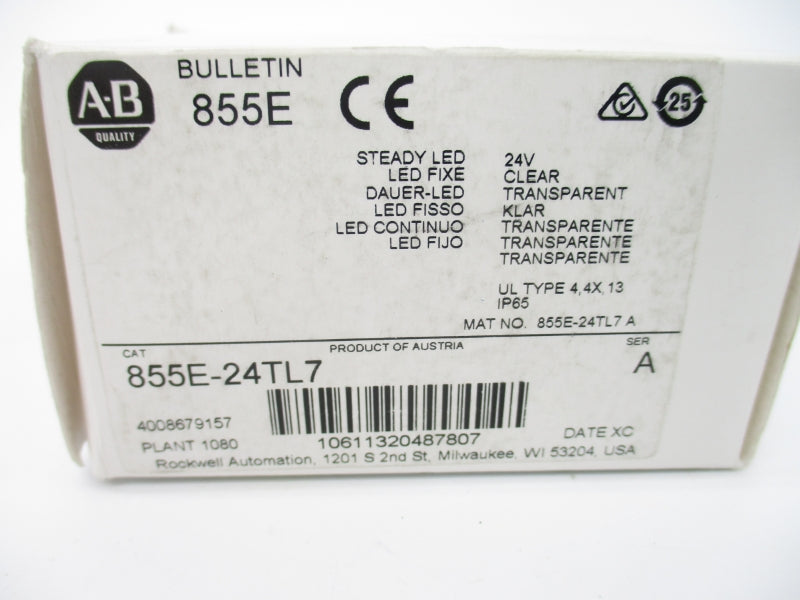 A-B
QUALITY
BULLETIN
855E
CE
25
STEADY LED 24V
LED FIXE CLEAR
DAUER-LED TRANSPARENT
LED FISSO KLAR
LED CONTINUO TRANSPARENTE
LED FIJO TRANSPARENTE
TRANSPARENTE
UL TYPE 4,4X,13
IP65
MAT NO. 855E-24TL7 A
CAT PRODUCT OF AUSTRIA SER
855E-24TL7 A
4008679157
PLANT 1080 10611320487807 DATE XC
Rockwell Automation, 1201 S 2nd St, Milwaukee, WI 53204, USA